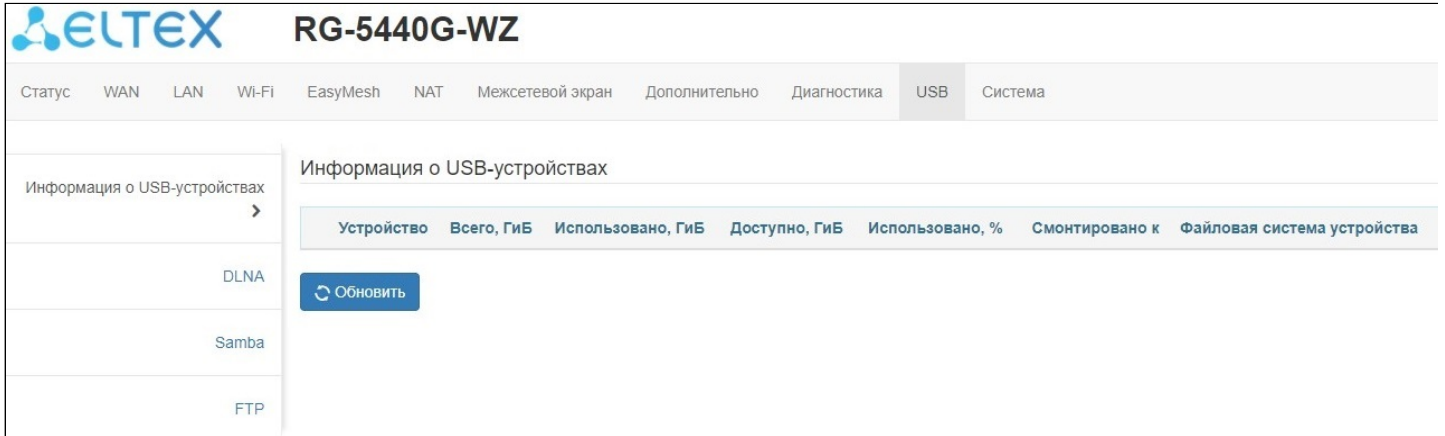 ELTEX RG-5440G-WZ
Статус WAN LAN Wi-Fi EasyMesh NAT Межсетевой экран Дополнительно Диагностика USB Система
Информация о USB-устройствах
DLNA
Samba
FTP
Информация о USB-устройствах
Устройство Всего, ГиБ Использовано, ГиБ Доступно, ГиБ Использовано, % Смонтировано к Файловая система устройства
Обновить